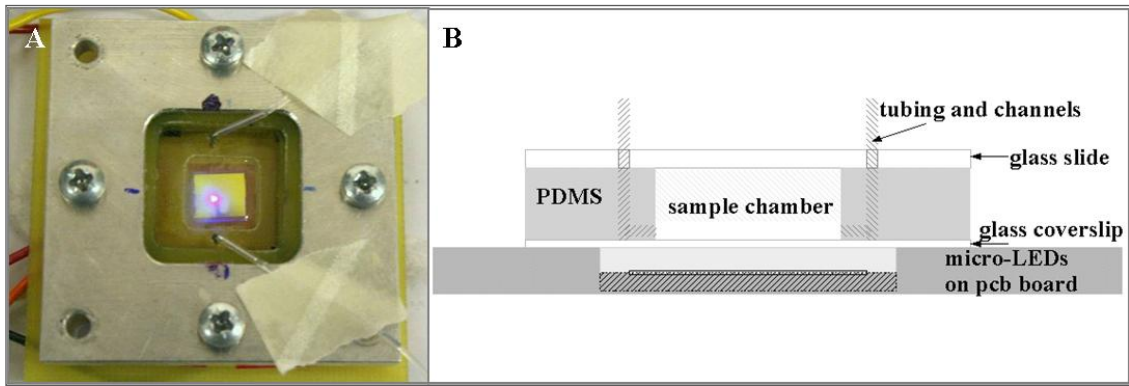 A
B
tubing and channels
glass slide
PDMS
sample chamber
glass coverslip
micro-LEDs
on pcb board